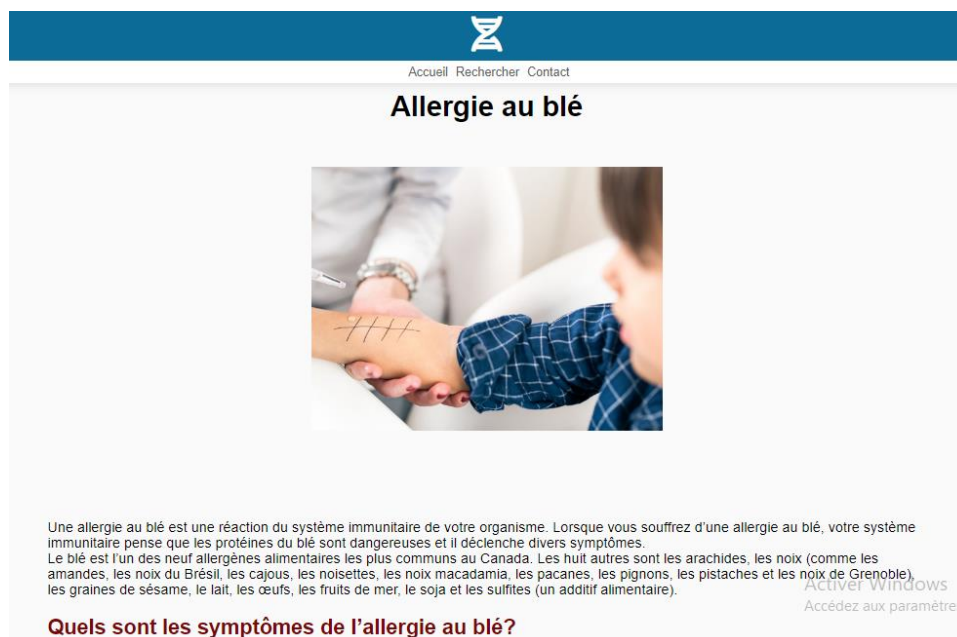 Accueil Rechercher Contact
Allergie au blé
Une allergie au blé est une réaction du système immunitaire de votre organisme. Lorsque vous souffrez d’une allergie au blé, votre système
immunitaire pense que les protéines du blé sont dangereuses et il déclenche divers symptômes.
Le blé est l’un des neuf allergènes alimentaires les plus communs au Canada. Les huit autres sont les arachides, les noix (comme les
amandes, les noix du Brésil, les cajous, les noisettes, les noix macadamia, les pacanes, les pignons, les pistaches et les noix de Grenoble),
les graines de sésame, le lait, les œufs, les fruits de mer, le soja et les sulfites (un additif alimentaire).
Activer Windows
Accédez aux paramètre
Quels sont les symptômes de l’allergie au blé?